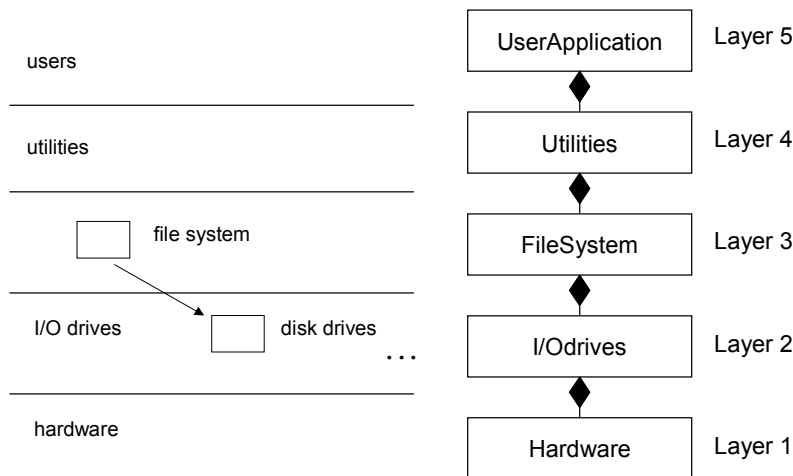 users
utilities
file system
I/O drives
disk drives
...
hardware
UserApplication
Layer 5
Utilities
Layer 4
FileSystem
Layer 3
I/Odrives
Layer 2
Hardware
Layer 1